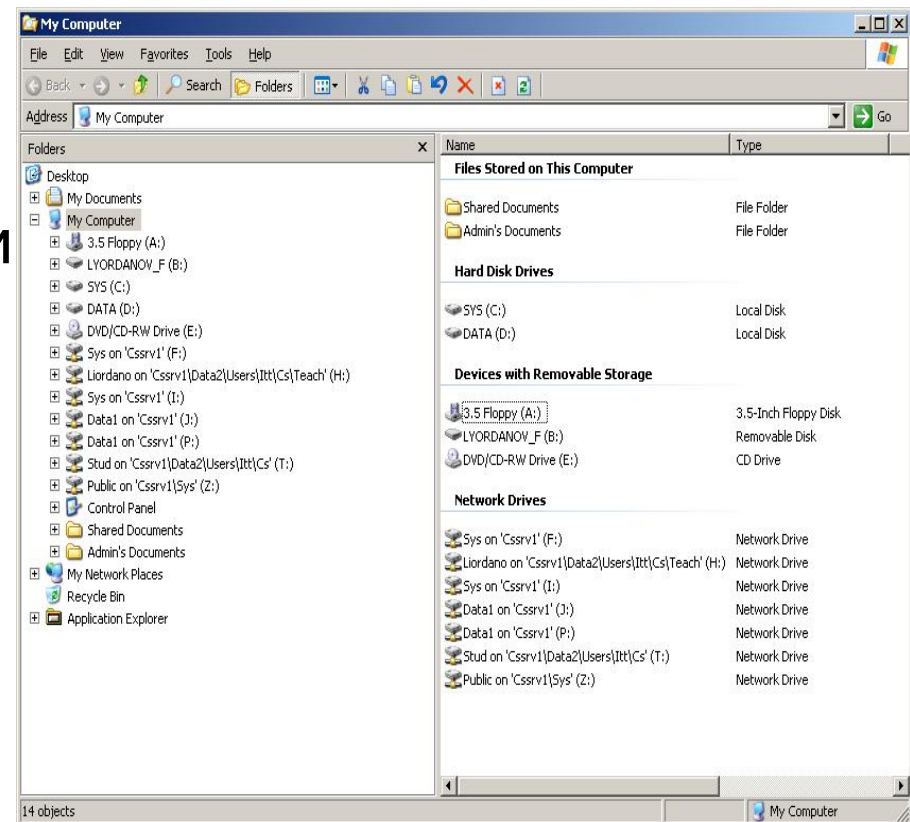 My Computer
File Edit View Favorites Tools Help
Back Search Folders
Address My Computer Go
Folders x
Desktop
My Documents
My Computer
3.5 Floppy (A:)
LYORDANOV_F (B:)
SYS (C:)
DATA (D:)
DVD/CD-RW Drive (E:)
Sys on 'Cssrv1' (F:)
Liordano on 'Cssrv1\Data2\Users\Itt\Cs\Teach' (H:)
Sys on 'Cssrv1' (I:)
Data1 on 'Cssrv1' (J:)
Data1 on 'Cssrv1' (P:)
Stud on 'Cssrv1\Data2\Users\Itt\Cs' (T:)
Public on 'Cssrv1\Sys' (Z:)
Control Panel
Shared Documents
Admin's Documents
My Network Places
Recycle Bin
Application Explorer
Name Type
Files Stored on This Computer
Shared Documents File Folder
Admin's Documents File Folder
Hard Disk Drives
SYS (C:) Local Disk
DATA (D:) Local Disk
Devices with Removable Storage
3.5 Floppy (A:) 3.5-Inch Floppy Disk
LYORDANOV_F (B:) Removable Disk
DVD/CD-RW Drive (E:) CD Drive
Network Drives
Sys on 'Cssrv1' (F:) Network Drive
Liordano on 'Cssrv1\Data2\Users\Itt\Cs\Teach' (H:) Network Drive
Sys on 'Cssrv1' (I:) Network Drive
Data1 on 'Cssrv1' (J:) Network Drive
Data1 on 'Cssrv1' (P:) Network Drive
Stud on 'Cssrv1\Data2\Users\Itt\Cs' (T:) Network Drive
Public on 'Cssrv1\Sys' (Z:) Network Drive
14 objects My Computer